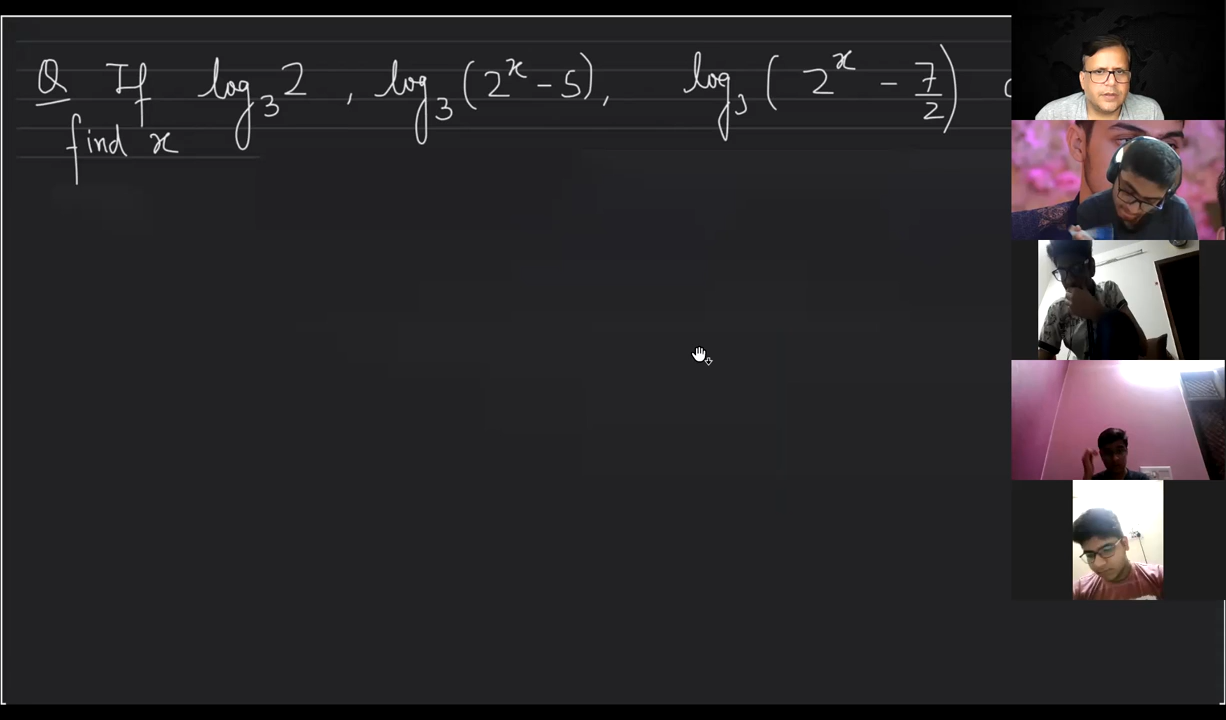 Q If log₃2 , log₃(2ˣ - 5), log₃(2ˣ - 7/2)
find x